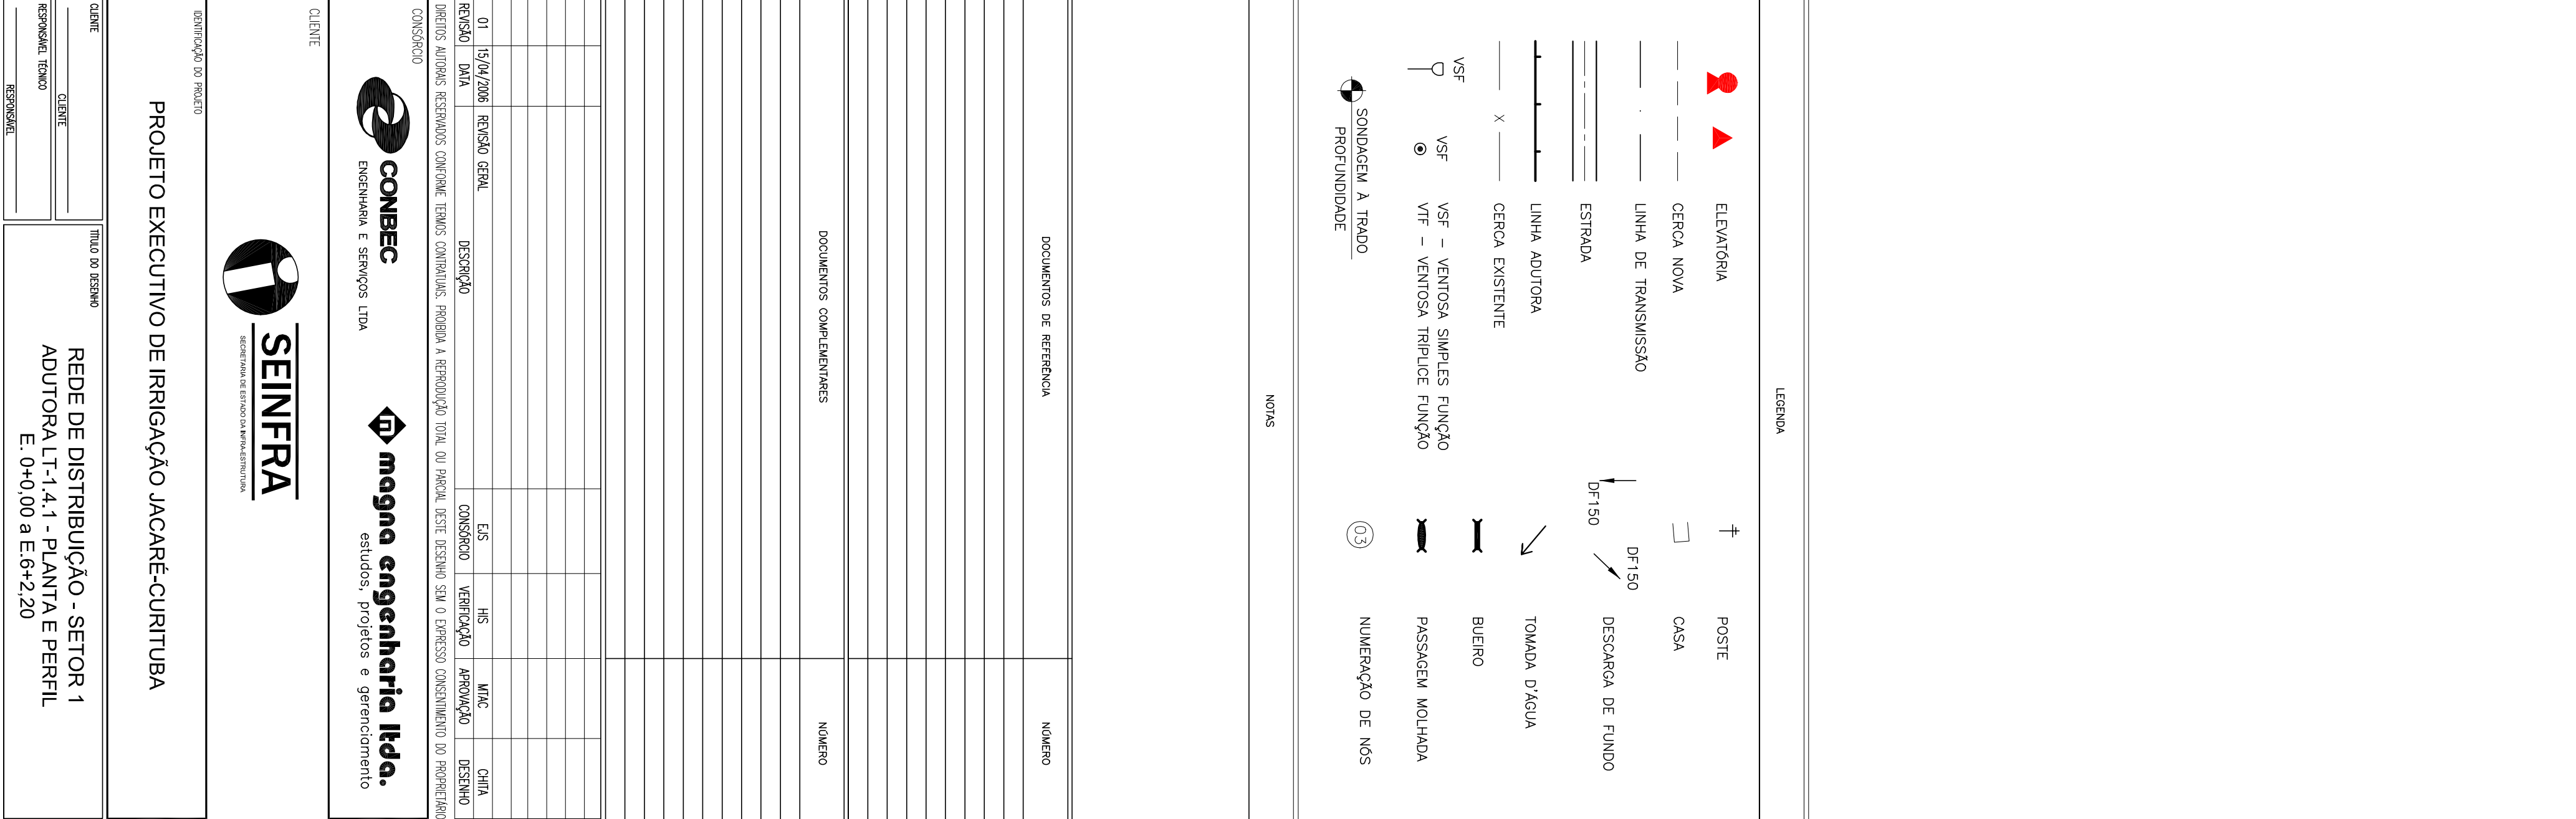 LEGENDA
ELEVATÓRIA
CERCA NOVA
LINHA DE TRANSMISSÃO
ESTRADA
LINHA ADUTORA
X
CERCA EXISTENTE
VSF
VSF
VSF – VENTOSA SIMPLES FUNÇÃO
VTF – VENTOSA TRÍPLICE FUNÇÃO
SONDAGEM À TRADO
PROFUNDIDADE
POSTE
CASA
DF150
DF150
DESCARGA DE FUNDO
TOMADA D'ÁGUA
BUEIRO
PASSAGEM MOLHADA
03
NUMERAÇÃO DE NÓS
NOTAS
DOCUMENTOS DE REFERÊNCIA
NÚMERO
DOCUMENTOS COMPLEMENTARES
NÚMERO
01 15/04/2006 REVISÃO GERAL EJS HIS MTAC CHITA
REVISÃO DATA DESCRIÇÃO CONSÓRCIO VERIFICAÇÃO APROVAÇÃO DESENHO
DIREITOS AUTORAIS RESERVADOS CONFORME TERMOS CONTRATUAIS. PROIBIDA A REPRODUÇÃO TOTAL OU PARCIAL DESTE DESENHO SEM O EXPRESSO CONSENTIMENTO DO PROPRIETÁRIO
CONSÓRCIO
CONBEC
ENGENHARIA E SERVIÇOS LTDA
magna engenharia ltda.
estudos, projetos e gerenciamento
CLIENTE
SEINFRA
SECRETARIA DE ESTADO DA INFRA-ESTRUTURA
IDENTIFICAÇÃO DO PROJETO
PROJETO EXECUTIVO DE IRRIGAÇÃO JACARÉ-CURITUBA
CLIENTE
CLIENTE
RESPONSÁVEL TÉCNICO
RESPONSÁVEL
TÍTULO DO DESENHO
REDE DE DISTRIBUIÇÃO - SETOR 1
ADUTORA LT-1.4.1 - PLANTA E PERFIL
E. 0+0,00 a E.6+2,20